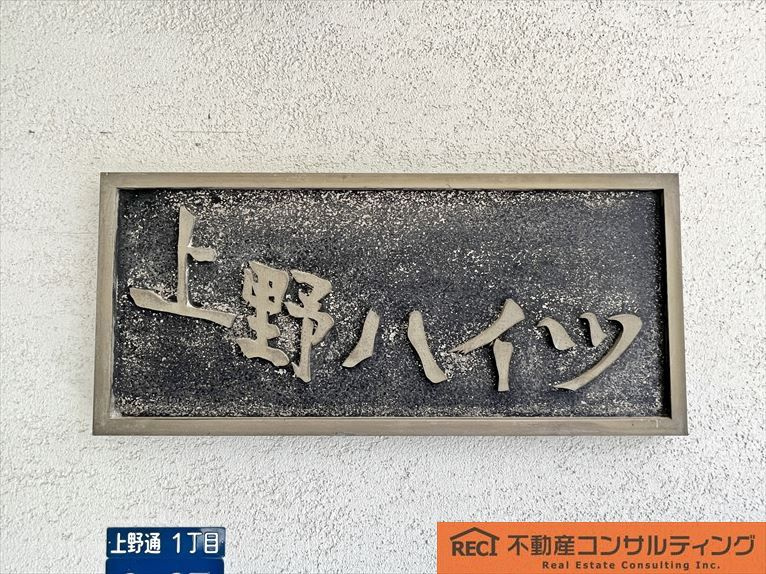 上野ハイツ
上野通 1丁目
RECI 不動産コンサルティング
Real Estate Consulting Inc.